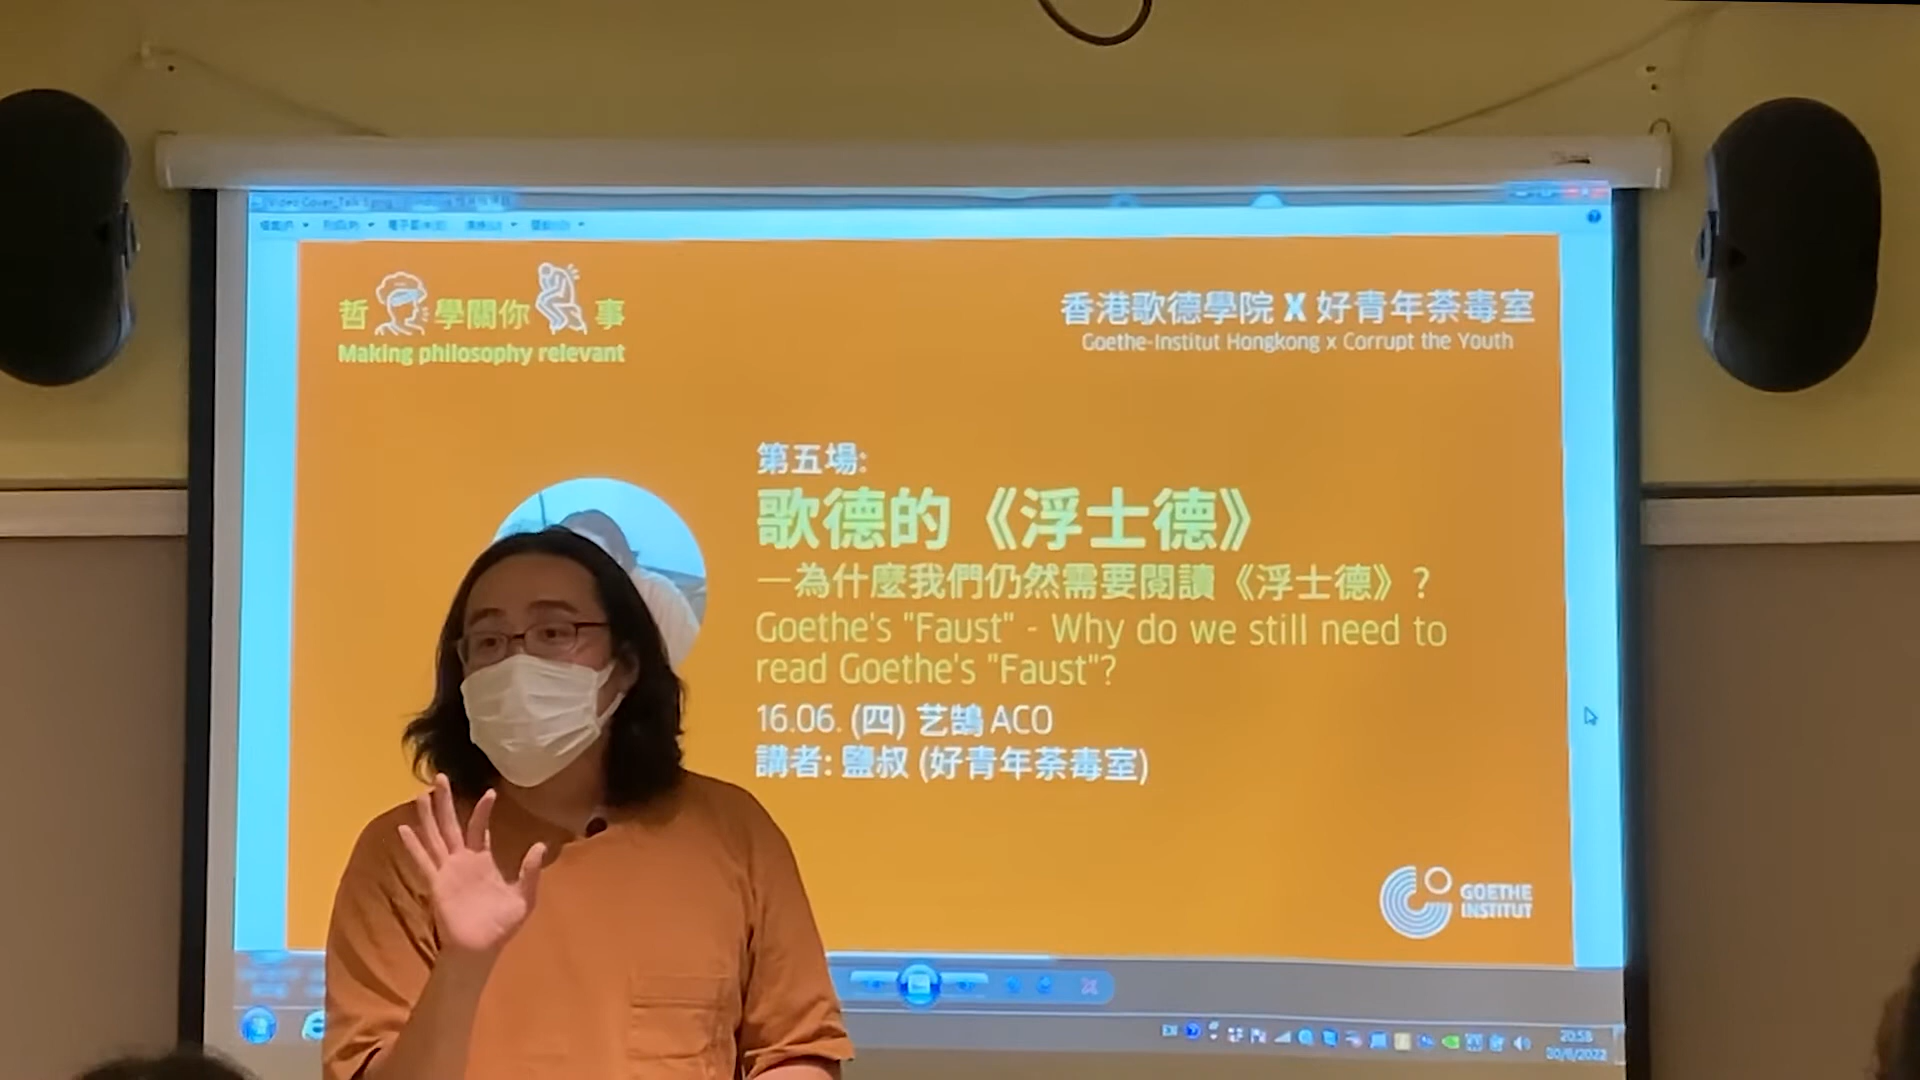 哲學關你事
Making philosophy relevant
香港歌德學院 X 好青年荼毒室
Goethe-Institut Hongkong x Corrupt the Youth
第五場:
歌德的《浮士德》
—為什麼我們仍然需要閱讀《浮士德》?
Goethe's "Faust" - Why do we still need to
read Goethe's "Faust"?
16.06. (四) 艺鵠 ACO
講者: 鹽叔 (好青年荼毒室)
GOETHE
INSTITUT
20:58